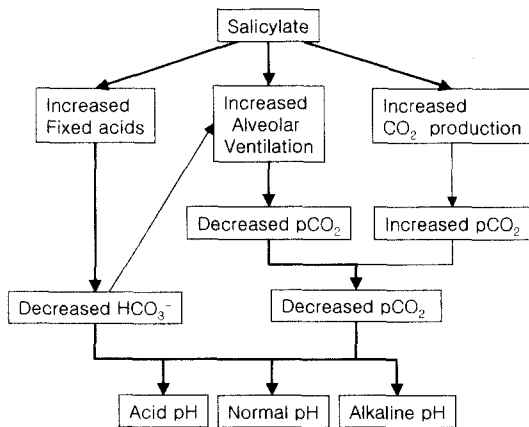 Salicylate
Increased
Fixed acids
Increased
Alveolar
Ventilation
Increased
CO₂ production
Decreased pCO₂
Increased pCO₂
Decreased HCO₃⁻
Decreased pCO₂
Acid pH
Normal pH
Alkaline pH